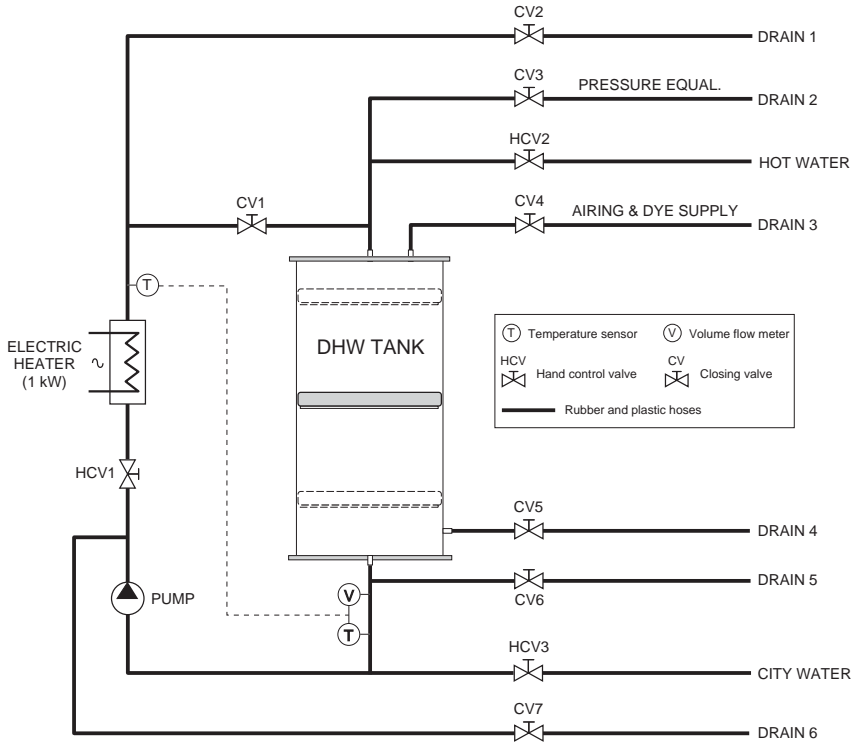 CV2
DRAIN 1
CV3
PRESSURE EQUAL.
DRAIN 2
HCV2
HOT WATER
CV1
CV4
AIRING & DYE SUPPLY
DRAIN 3
T
DHW TANK
ELECTRIC
HEATER
(1 kW)
T Temperature sensor
V Volume flow meter
HCV
Hand control valve
CV
Closing valve
Rubber and plastic hoses
HCV1
CV5
DRAIN 4
DRAIN 5
CV6
V
PUMP
T
HCV3
CITY WATER
CV7
DRAIN 6